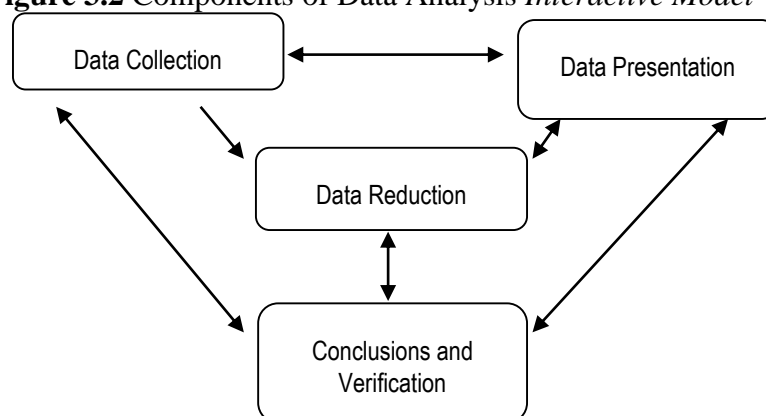 igure 3.2 Components of Data Analysis Interactive Model
Data Collection
Data Presentation
Data Reduction
Conclusions and
Verification